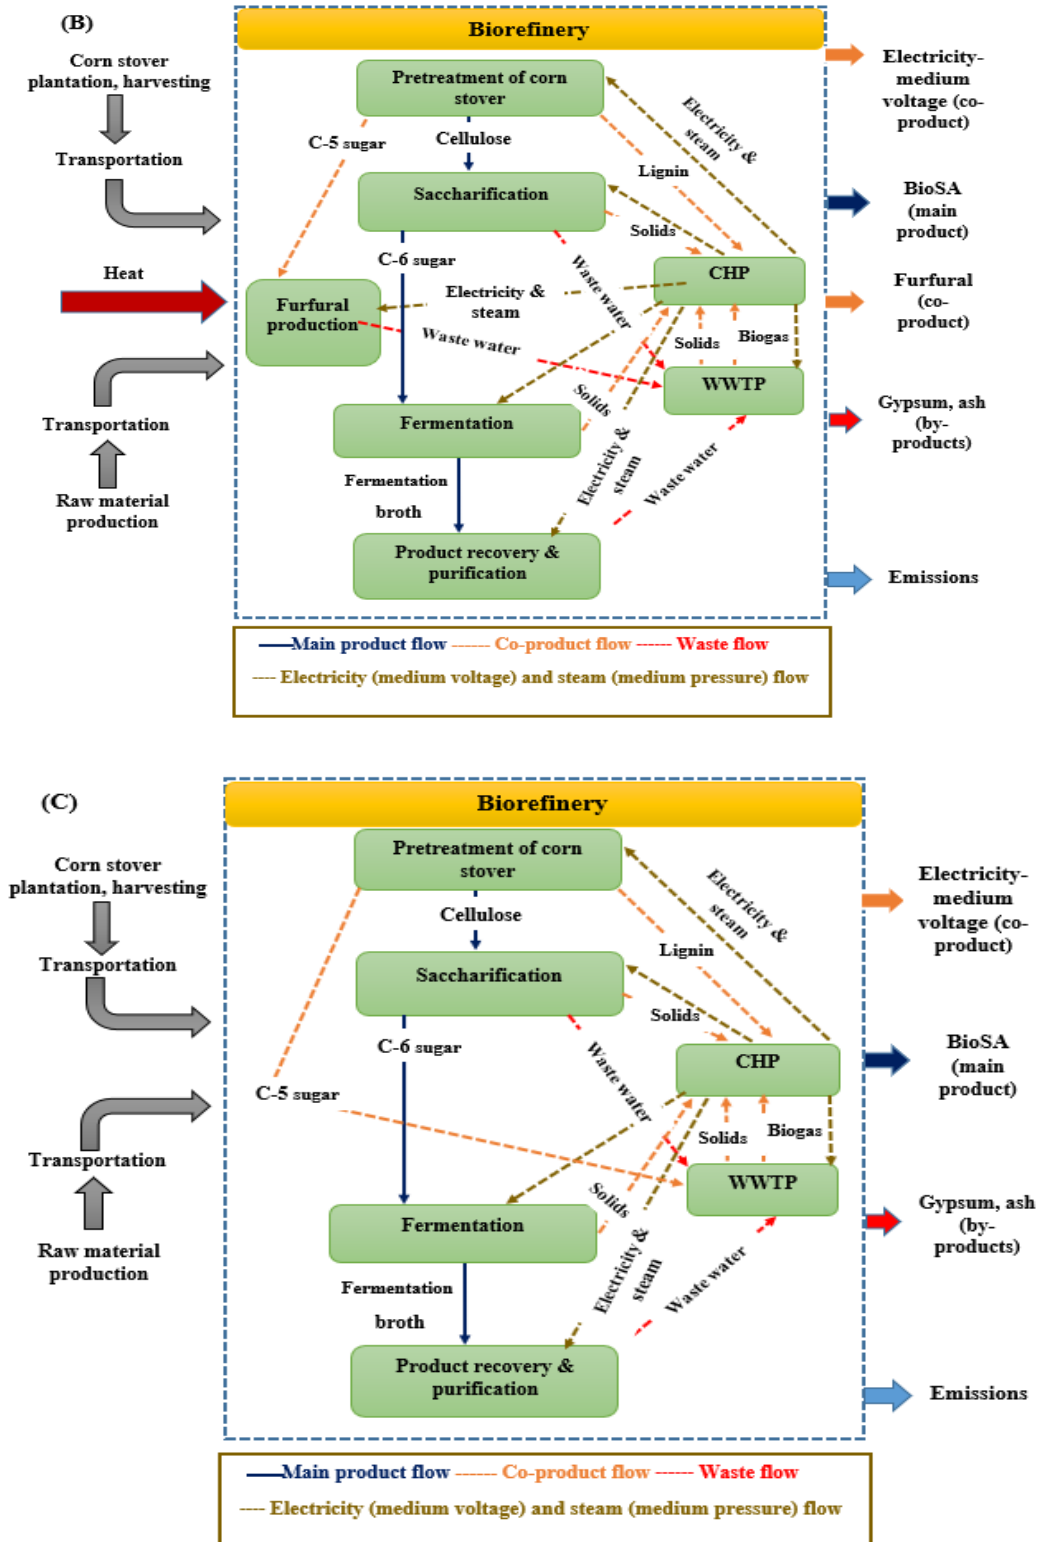 (B)
Biorefinery
Corn stover
plantation, harvesting
Transportation
Heat
Transportation
Raw material
production
Pretreatment of corn
stover
C-5 sugar
Cellulose
Lignin
Electricity &
steam
Saccharification
Solids
C-6 sugar
Waste water
CHP
Furfural
production
Electricity &
steam
Waste water
Solids
Biogas
WWTP
Fermentation
Solids
Fermentation
broth
Electricity &
steam
Waste water
Product recovery &
purification
Electricity-
medium
voltage (co-
product)
BioSA
(main
product)
Furfural
(co-
product)
Gypsum, ash
(by-
products)
Emissions
Main product flow ------ Co-product flow ------ Waste flow
---- Electricity (medium voltage) and steam (medium pressure) flow
(C)
Biorefinery
Corn stover
plantation, harvesting
Transportation
Transportation
Raw material
production
Pretreatment of corn
stover
Cellulose
Lignin
Electricity &
steam
Saccharification
Solids
C-6 sugar
Waste water
CHP
C-5 sugar
Solids
Biogas
WWTP
Fermentation
Solids
Fermentation
broth
Electricity &
steam
Waste water
Product recovery &
purification
Electricity-
medium
voltage (co-
product)
BioSA
(main
product)
Gypsum, ash
(by-
products)
Emissions
Main product flow ------ Co-product flow ------ Waste flow
---- Electricity (medium voltage) and steam (medium pressure) flow